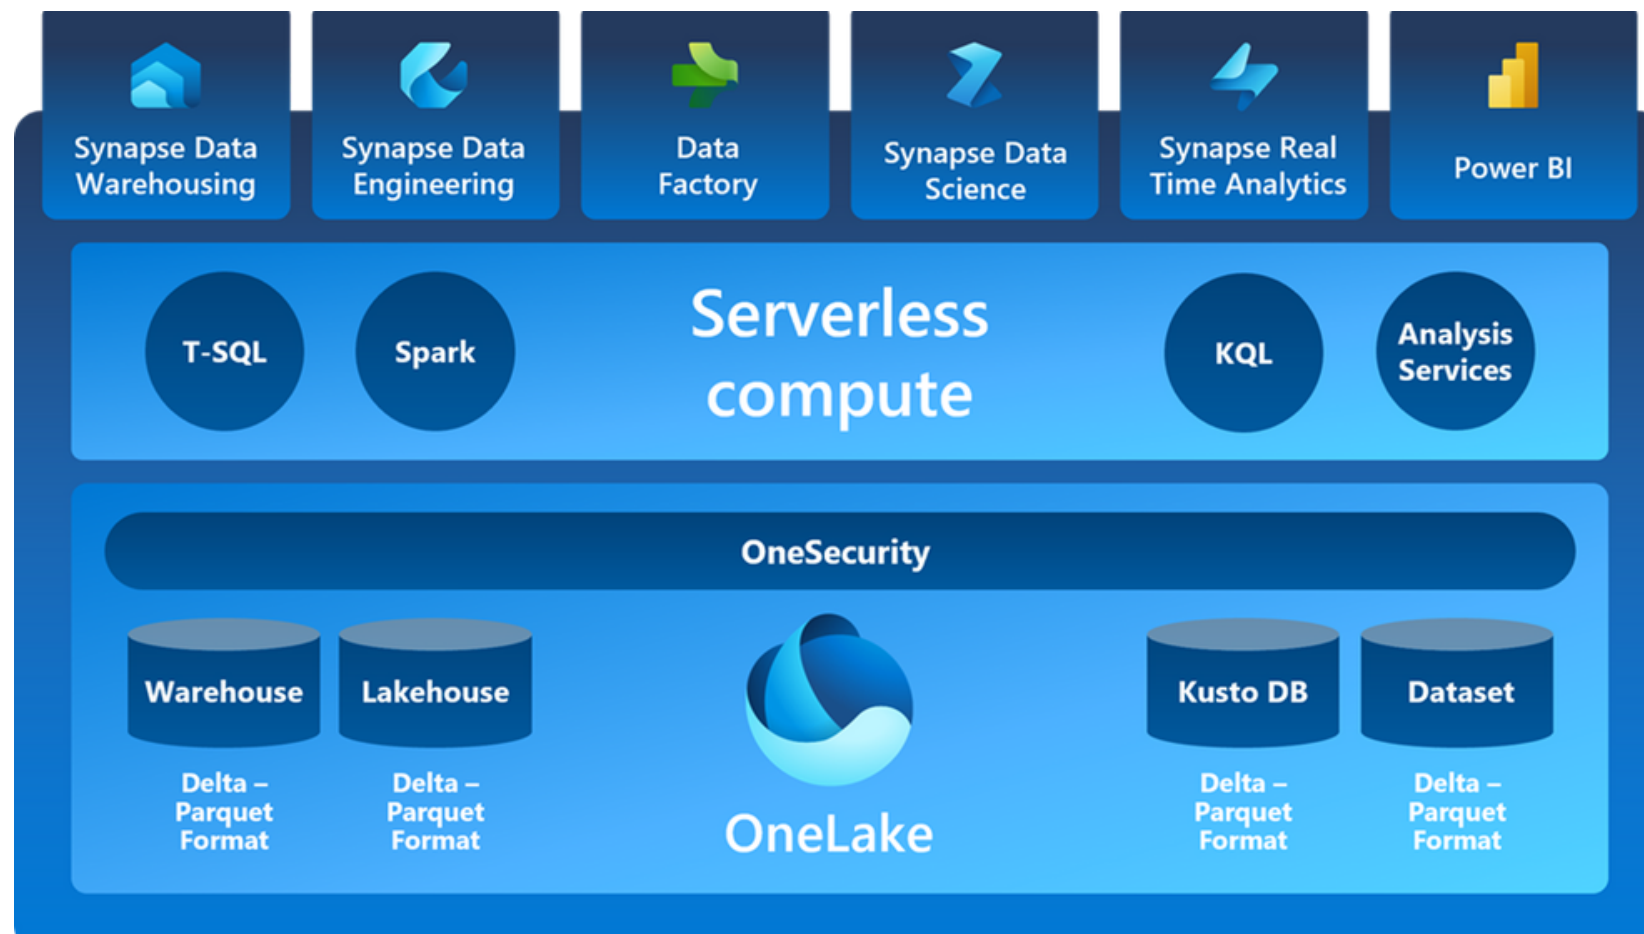 Synapse Data
Warehousing
Synapse Data
Engineering
Data
Factory
Synapse Data
Science
Synapse Real
Time Analytics
Power BI
T-SQL
Spark
Serverless
compute
KQL
Analysis
Services
OneSecurity
Warehouse
Lakehouse
Kusto DB
Dataset
Delta –
Parquet
Format
Delta –
Parquet
Format
OneLake
Delta –
Parquet
Format
Delta –
Parquet
Format